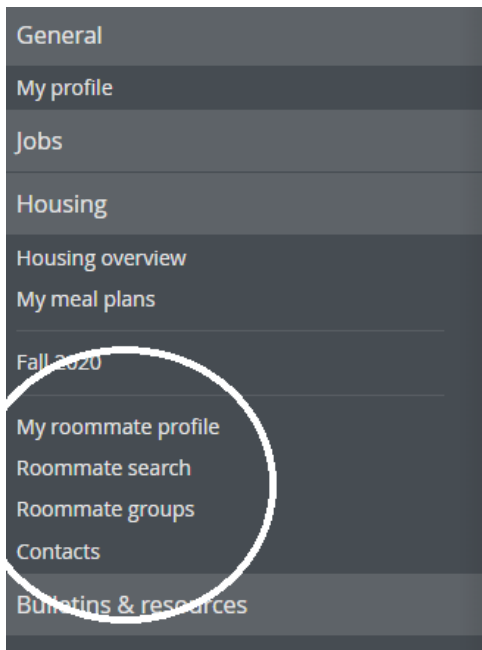 General
My profile
Jobs
Housing
Housing overview
My meal plans
Fall 2020
My roommate profile
Roommate search
Roommate groups
Contacts
Bulletins & resources